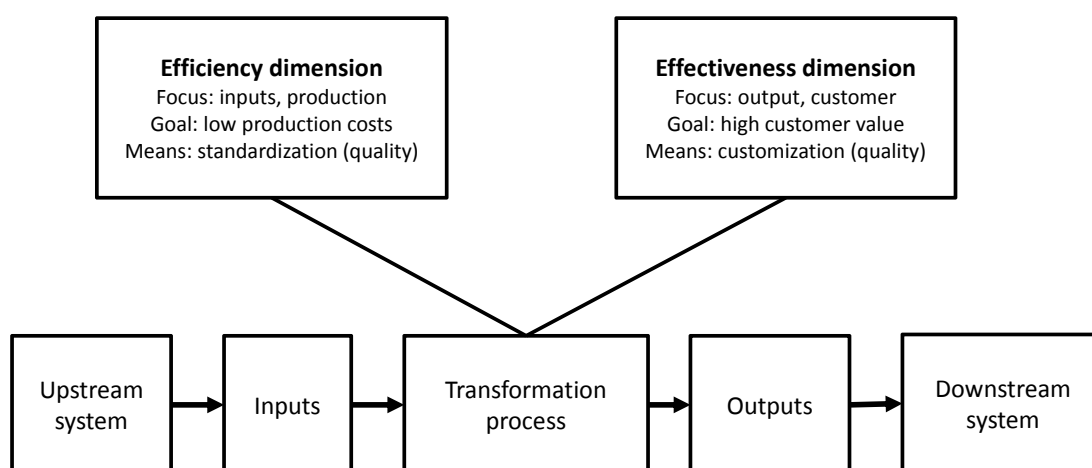 Efficiency dimension
Focus: inputs, production
Goal: low production costs
Means: standardization (quality)
Effectiveness dimension
Focus: output, customer
Goal: high customer value
Means: customization (quality)
Upstream
system
Inputs
Transformation
process
Outputs
Downstream
system